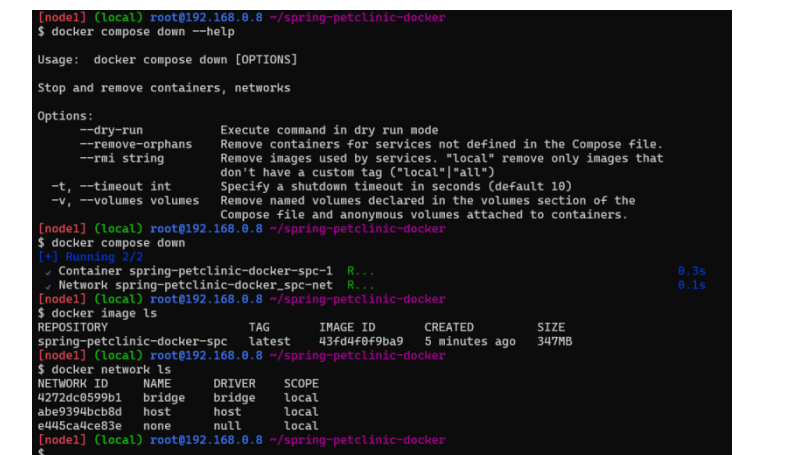 [node1] (local) root@192.168.0.8 ~/spring-petclinic-docker
$ docker compose down --help
Usage:  docker compose down [OPTIONS]
Stop and remove containers, networks
Options:
      --dry-run          Execute command in dry run mode
      --remove-orphans   Remove containers for services not defined in the Compose file.
      --rmi string       Remove images used by services. "local" remove only images that
                         don't have a custom tag ("local"|"all")
  -t, --timeout int      Specify a shutdown timeout in seconds (default 10)
  -v, --volumes volumes  Remove named volumes declared in the volumes section of the
                         Compose file and anonymous volumes attached to containers.
[node1] (local) root@192.168.0.8 ~/spring-petclinic-docker
$ docker compose down
[+] Running 2/2
 ✓ Container spring-petclinic-docker-spc-1  R...                                        0.3s
 ✓ Network spring-petclinic-docker_spc-net  R...                                        0.1s
[node1] (local) root@192.168.0.8 ~/spring-petclinic-docker
$ docker image ls
REPOSITORY                    TAG       IMAGE ID       CREATED         SIZE
spring-petclinic-docker-spc   latest    43fd4f0f9ba9   5 minutes ago   347MB
[node1] (local) root@192.168.0.8 ~/spring-petclinic-docker
$ docker network ls
NETWORK ID     NAME      DRIVER    SCOPE
4272dc0599b1   bridge    bridge    local
abe9394bcb8d   host      host      local
e445ca4ce83e   none      null      local
[node1] (local) root@192.168.0.8 ~/spring-petclinic-docker
$